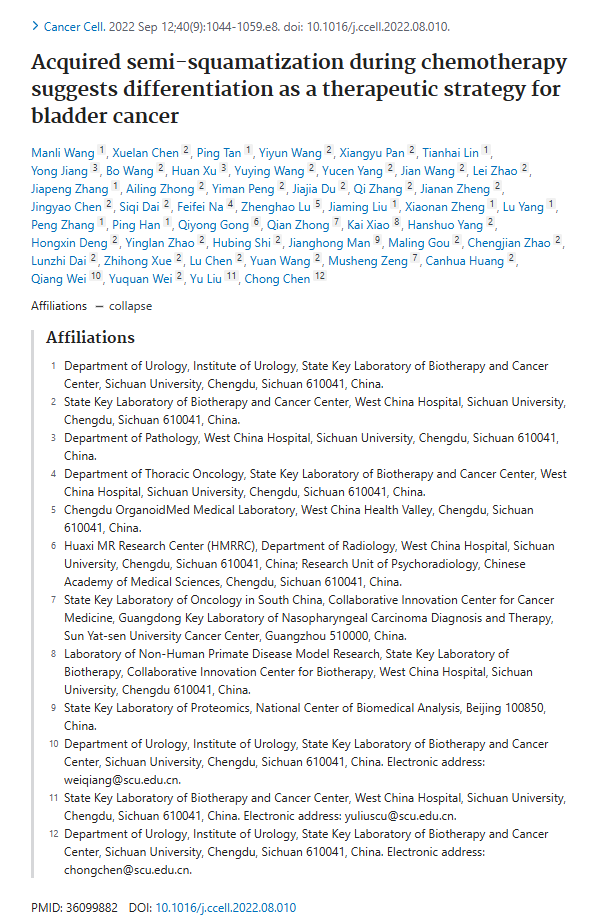 > Cancer Cell. 2022 Sep 12;40(9):1044-1059.e8. doi: 10.1016/j.ccell.2022.08.010.
Acquired semi-squamatization during chemotherapy
suggests differentiation as a therapeutic strategy for
bladder cancer
Manli Wang 1, Xuelan Chen 2, Ping Tan 1, Yiyun Wang 2, Xiangyu Pan 2, Tianhai Lin 1,
Yong Jiang 3, Bo Wang 2, Huan Xu 3, Yuying Wang 2, Yucen Yang 2, Jian Wang 2, Lei Zhao 2,
Jiapeng Zhang 1, Ailing Zhong 2, Yiman Peng 2, Jiajia Du 2, Qi Zhang 2, Jianan Zheng 2,
Jingyao Chen 2, Siqi Dai 2, Feifei Na 4, Zhenghao Lu 5, Jiaming Liu 1, Xiaonan Zheng 1, Lu Yang 1,
Peng Zhang 1, Ping Han 1, Qiyong Gong 6, Qian Zhong 7, Kai Xiao 8, Hanshuo Yang 2,
Hongxin Deng 2, Yinglan Zhao 2, Hubing Shi 2, Jianghong Man 9, Maling Gou 2, Chengjian Zhao 2,
Lunzhi Dai 2, Zhihong Xue 2, Lu Chen 2, Yuan Wang 2, Musheng Zeng 7, Canhua Huang 2,
Qiang Wei 10, Yuquan Wei 2, Yu Liu 11, Chong Chen 12
Affiliations − collapse
Affiliations
1 Department of Urology, Institute of Urology, State Key Laboratory of Biotherapy and Cancer
Center, Sichuan University, Chengdu, Sichuan 610041, China.
2 State Key Laboratory of Biotherapy and Cancer Center, West China Hospital, Sichuan University,
Chengdu, Sichuan 610041, China.
3 Department of Pathology, West China Hospital, Sichuan University, Chengdu, Sichuan 610041,
China.
4 Department of Thoracic Oncology, State Key Laboratory of Biotherapy and Cancer Center, West
China Hospital, Sichuan University, Chengdu, Sichuan 610041, China.
5 Chengdu OrganoidMed Medical Laboratory, West China Health Valley, Chengdu, Sichuan
610041, China.
6 Huaxi MR Research Center (HMRRC), Department of Radiology, West China Hospital, Sichuan
University, Chengdu, Sichuan 610041, China; Research Unit of Psychoradiology, Chinese
Academy of Medical Sciences, Chengdu, Sichuan 610041, China.
7 State Key Laboratory of Oncology in South China, Collaborative Innovation Center for Cancer
Medicine, Guangdong Key Laboratory of Nasopharyngeal Carcinoma Diagnosis and Therapy,
Sun Yat-sen University Cancer Center, Guangzhou 510000, China.
8 Laboratory of Non-Human Primate Disease Model Research, State Key Laboratory of
Biotherapy, Collaborative Innovation Center for Biotherapy, West China Hospital, Sichuan
University, Chengdu 610041, China.
9 State Key Laboratory of Proteomics, National Center of Biomedical Analysis, Beijing 100850,
China.
10 Department of Urology, Institute of Urology, State Key Laboratory of Biotherapy and Cancer
Center, Sichuan University, Chengdu, Sichuan 610041, China. Electronic address:
weiqiang@scu.edu.cn.
11 State Key Laboratory of Biotherapy and Cancer Center, West China Hospital, Sichuan University,
Chengdu, Sichuan 610041, China. Electronic address: yuliuscu@scu.edu.cn.
12 Department of Urology, Institute of Urology, State Key Laboratory of Biotherapy and Cancer
Center, Sichuan University, Chengdu, Sichuan 610041, China. Electronic address:
chongchen@scu.edu.cn.
PMID: 36099882 DOI: 10.1016/j.ccell.2022.08.010